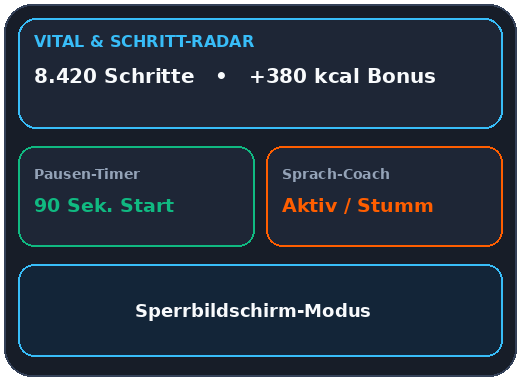 VITAL & SCHRITT-RADAR
8.420 Schritte • +380 kcal Bonus
Pausen-Timer
90 Sek. Start
Sprach-Coach
Aktiv / Stumm
Sperrbildschirm-Modus